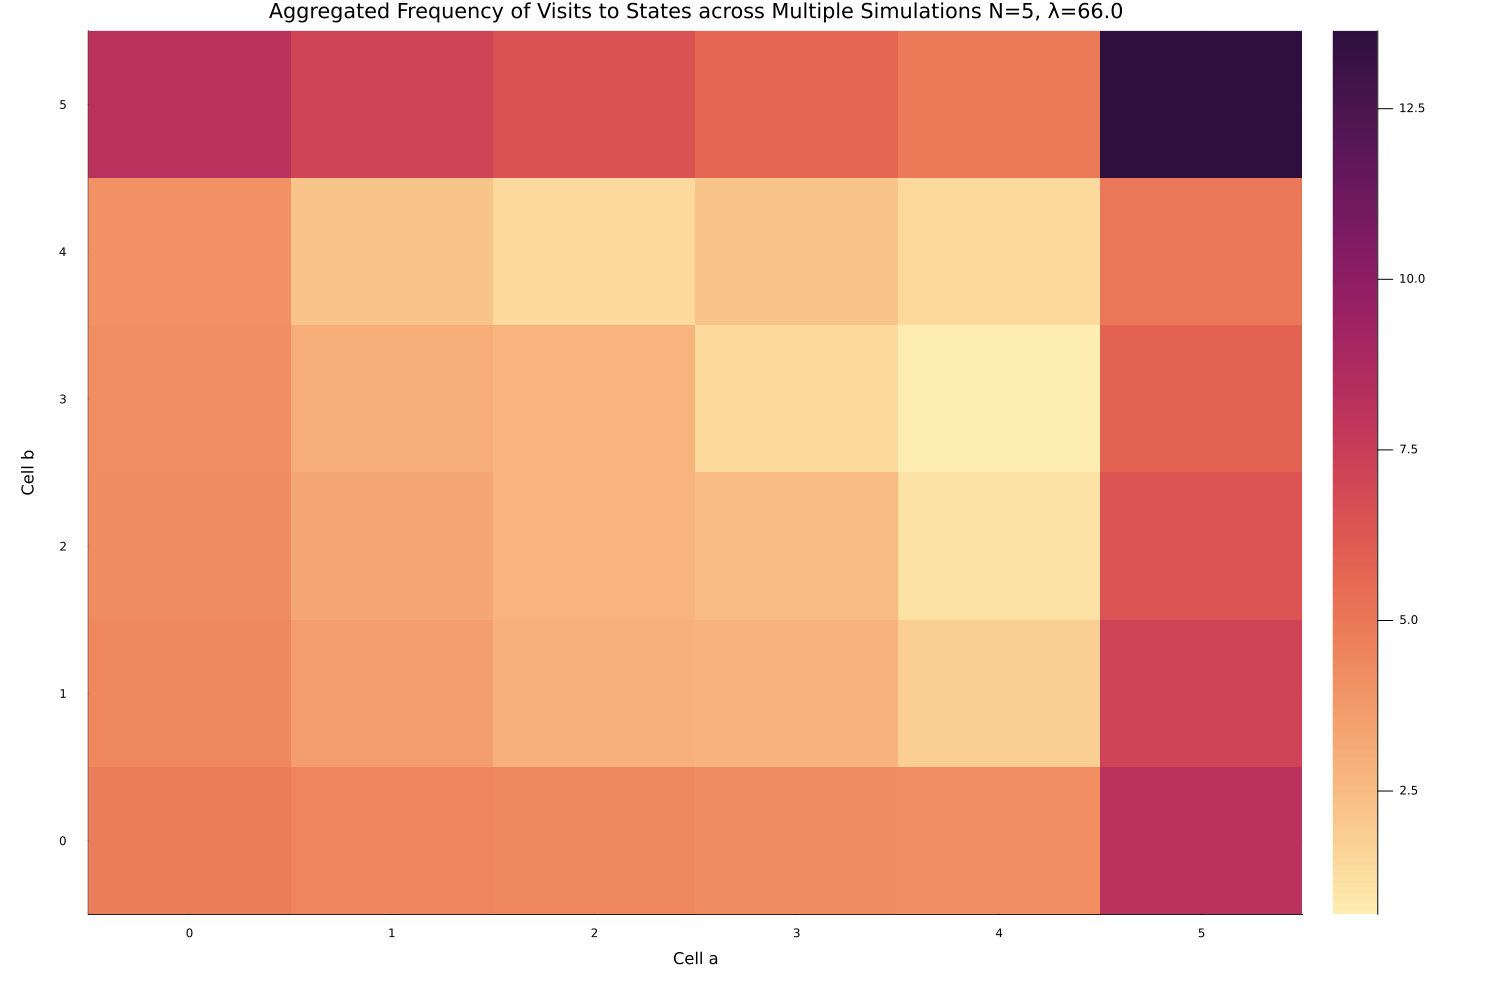 Aggregated Frequency of Visits to States across Multiple Simulations N=5, λ=66.0
5
4
3
2
1
0
Cell b
0 1 2 3 4 5
Cell a
12.5
10.0
7.5
5.0
2.5